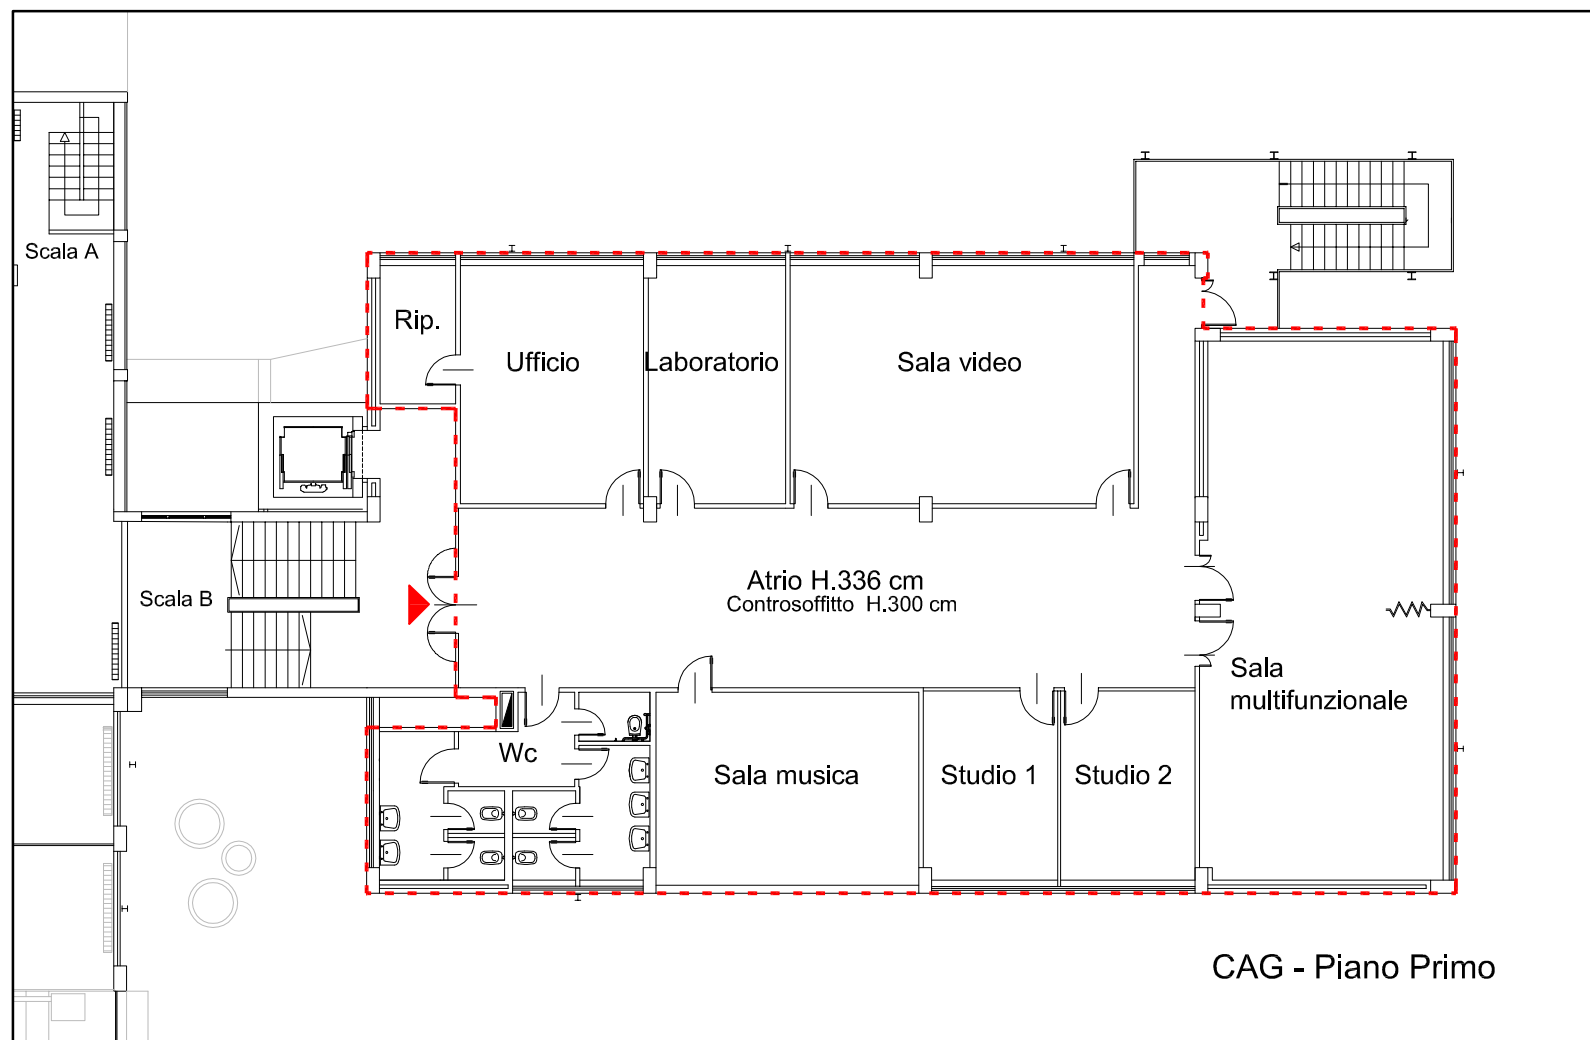 Scala A
Rip.
Ufficio
Laboratorio
Sala video
Atrio H.336 cm
Controsoffitto H.300 cm
Scala B
Sala
multifunzionale
Wc
Sala musica
Studio 1
Studio 2
CAG - Piano Primo